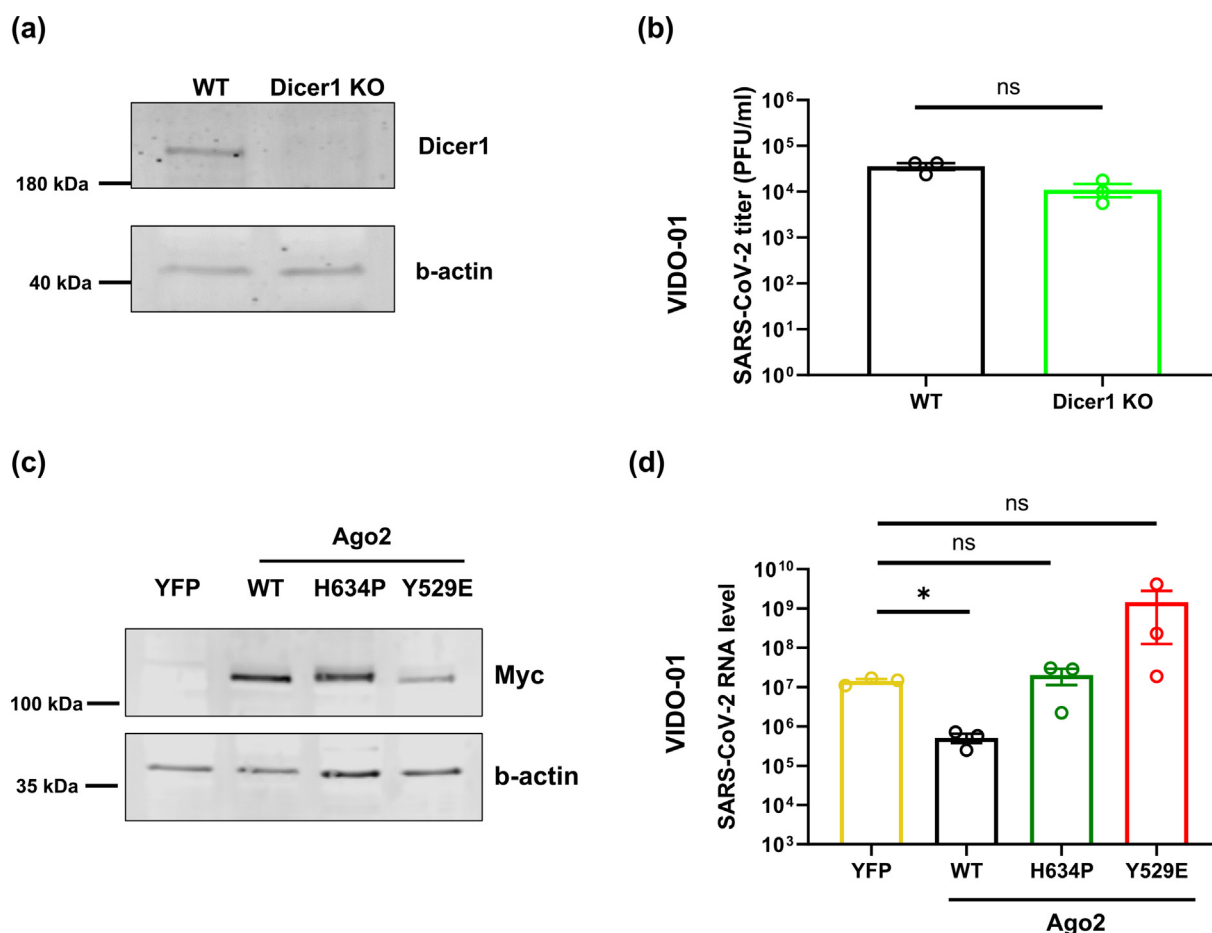 (a)
WT Dicer1 KO
Dicer1
180 kDa
b-actin
40 kDa
(b)
ns
VIDO-01
SARS-CoV-2 titer (PFU/ml)
10⁶
10⁵
10⁴
10³
10²
10¹
10⁰
WT Dicer1 KO
(c)
Ago2
YFP WT H634P Y529E
Myc
100 kDa
b-actin
35 kDa
(d)
ns
ns
*
VIDO-01
SARS-CoV-2 RNA level
10¹⁰
10⁹
10⁸
10⁷
10⁶
10⁵
10⁴
10³
YFP WT H634P Y529E
Ago2